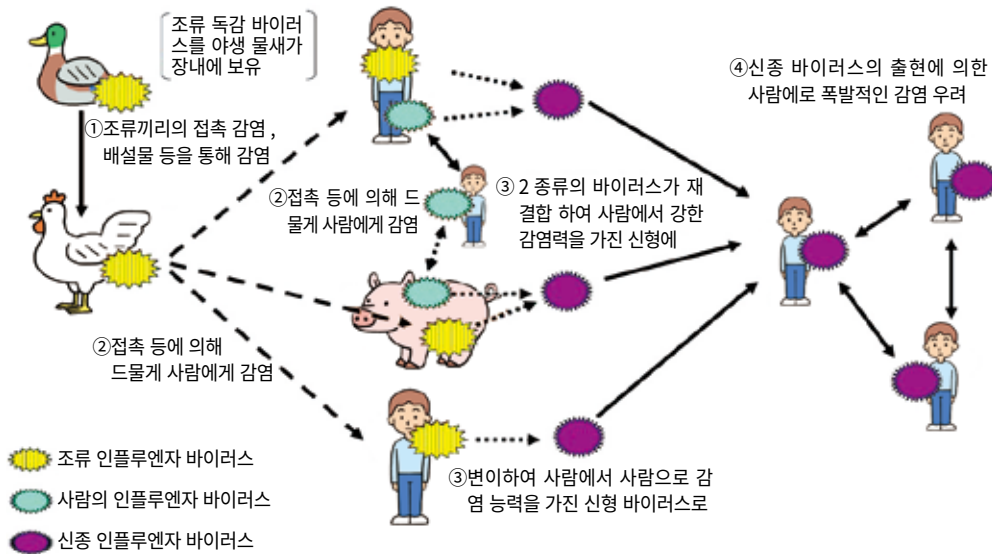 조류 독감 바이러
스를 야생 물새가
장내에 보유
①조류끼리의 접촉 감염 ,
배설물 등을 통해 감염
②접촉 등에 의해 드
물게 사람에게 감염
②접촉 등에 의해
드물게 사람에게 감염
③ 2 종류의 바이러스가 재
결합 하여 사람에서 강한
감염력을 가진 신형에
③변이하여 사람에서 사람으로 감
염 능력을 가진 신형 바이러스로
④신종 바이러스의 출현에 의한
사람에로 폭발적인 감염 우려
조류 인플루엔자 바이러스
사람의 인플루엔자 바이러스
신종 인플루엔자 바이러스